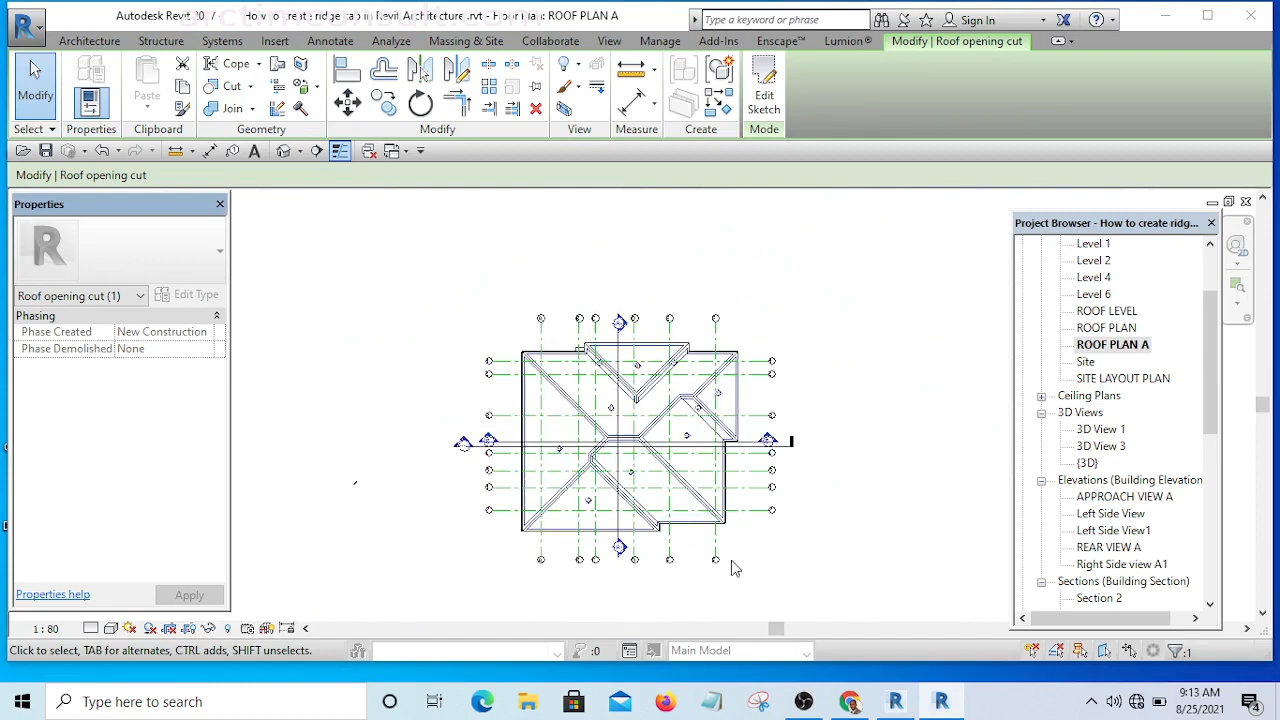 Autodesk Revit 20
arctimeconsult.com
ROOF PLAN A
Type a keyword or phrase
Sign In
Architecture Structure Systems Insert Annotate Analyze Massing & Site Collaborate View Manage Add-Ins Enscape™ Lumion® Modify | Roof opening cut
Modify Paste Cope Cut Join Edit Sketch
Select Properties Clipboard Geometry Modify View Measure Create Mode
Modify | Roof opening cut
Properties
Roof opening cut (1) Edit Type
Phasing
Phase Created New Construction
Phase Demolished None
Properties help Apply
Project Browser - How to create ridg...
Level 1
Level 2
Level 4
Level 6
ROOF LEVEL
ROOF PLAN
ROOF PLAN A
Site
SITE LAYOUT PLAN
Ceiling Plans
3D Views
3D View 1
3D View 3
{3D}
Elevations (Building Elevation
APPROACH VIEW A
Left Side View
Left Side View1
REAR VIEW A
Right Side view A1
Sections (Building Section)
Section 2
1 : 80
Click to select, TAB for alternates, CTRL adds, SHIFT unselects.
:0
Main Model
:1
Type here to search
9:13 AM
8/25/2021
4